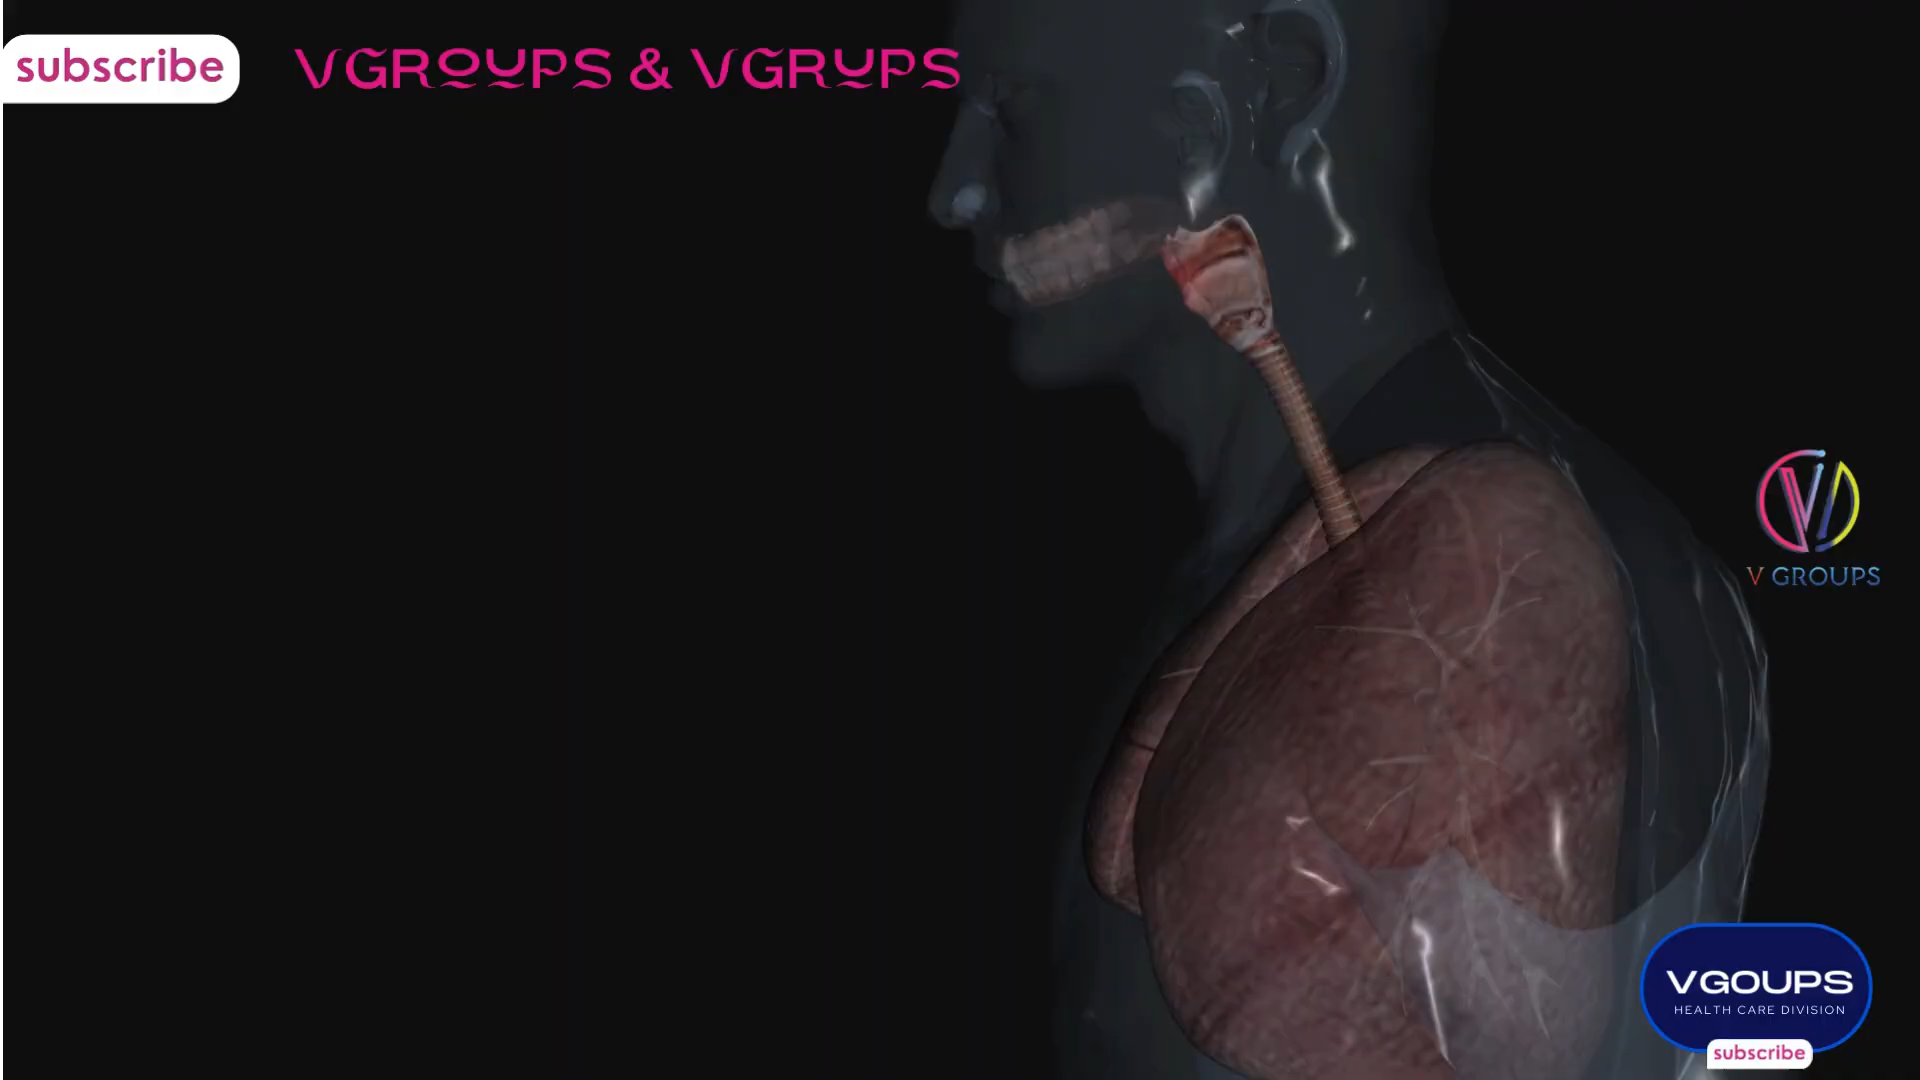 subscribe
VGROUPS & VGRUPS
V GROUPS
VGOUPS
HEALTH CARE DIVISION
subscribe